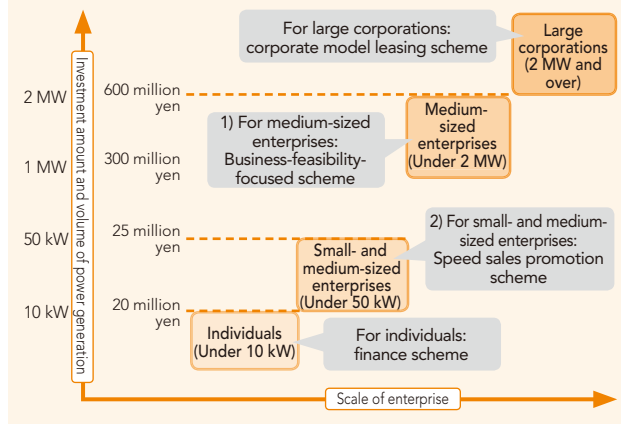 For large corporations:
corporate model leasing scheme
Large
corporations
(2 MW and
over)
Investment amount and volume of power generation
2 MW
600 million
yen
Medium-
sized
enterprises
(Under 2 MW)
1) For medium-sized
enterprises:
Business-feasibility-
focused scheme
1 MW
300 million
yen
2) For small- and medium-
sized enterprises:
Speed sales promotion
scheme
50 kW
25 million
yen
Small- and
medium-sized
enterprises
(Under 50 kW)
10 kW
20 million
yen
Individuals
(Under 10 kW)
For individuals:
finance scheme
Scale of enterprise